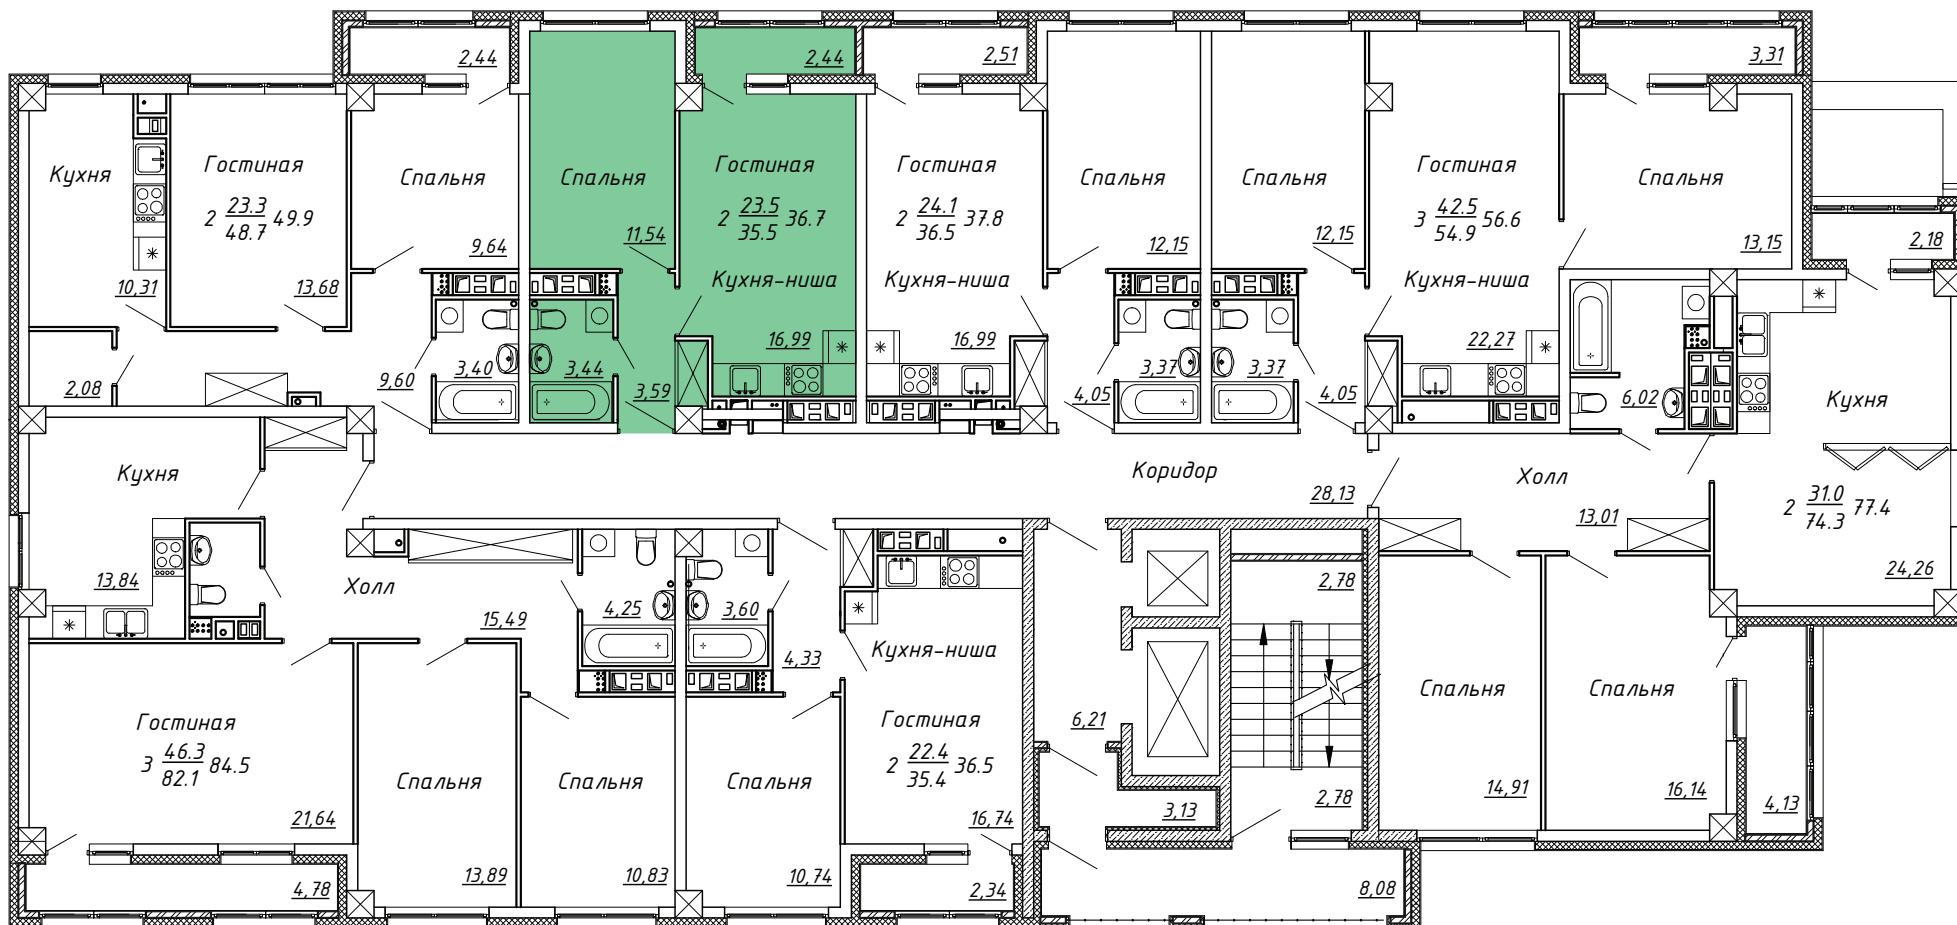 2,44
2,44
2,51
3,31
Кухня
Гостиная
2 23.3 49.9
48.7
10,31
13,68
Спальня
9,64
Спальня
11,54
Гостиная
2 23.5 36.7
35.5
Кухня-ниша
16,99
Гостиная
2 24.1 37.8
36.5
Кухня-ниша
16,99
Спальня
12,15
Спальня
12,15
Гостиная
3 42.5 56.6
54.9
Кухня-ниша
22,27
Спальня
13,15
2,18
2,08
9,60
3,40
3,44
3,59
4,05
3,37
3,37
4,05
6,02
Кухня
Кухня
13,84
Коридор
28,13
Холл
13,01
2 31.0 77.4
74.3
24,26
Холл
15,49
4,25
3,60
4,33
Кухня-ниша
Гостиная
2 22.4 36.5
35.4
16,74
2,78
6,21
3,13
2,78
Гостиная
3 46.3 84.5
82.1
21,64
Спальня
13,89
Спальня
10,83
Спальня
10,74
Спальня
14,91
Спальня
16,14
4,13
4,78
2,34
8,08